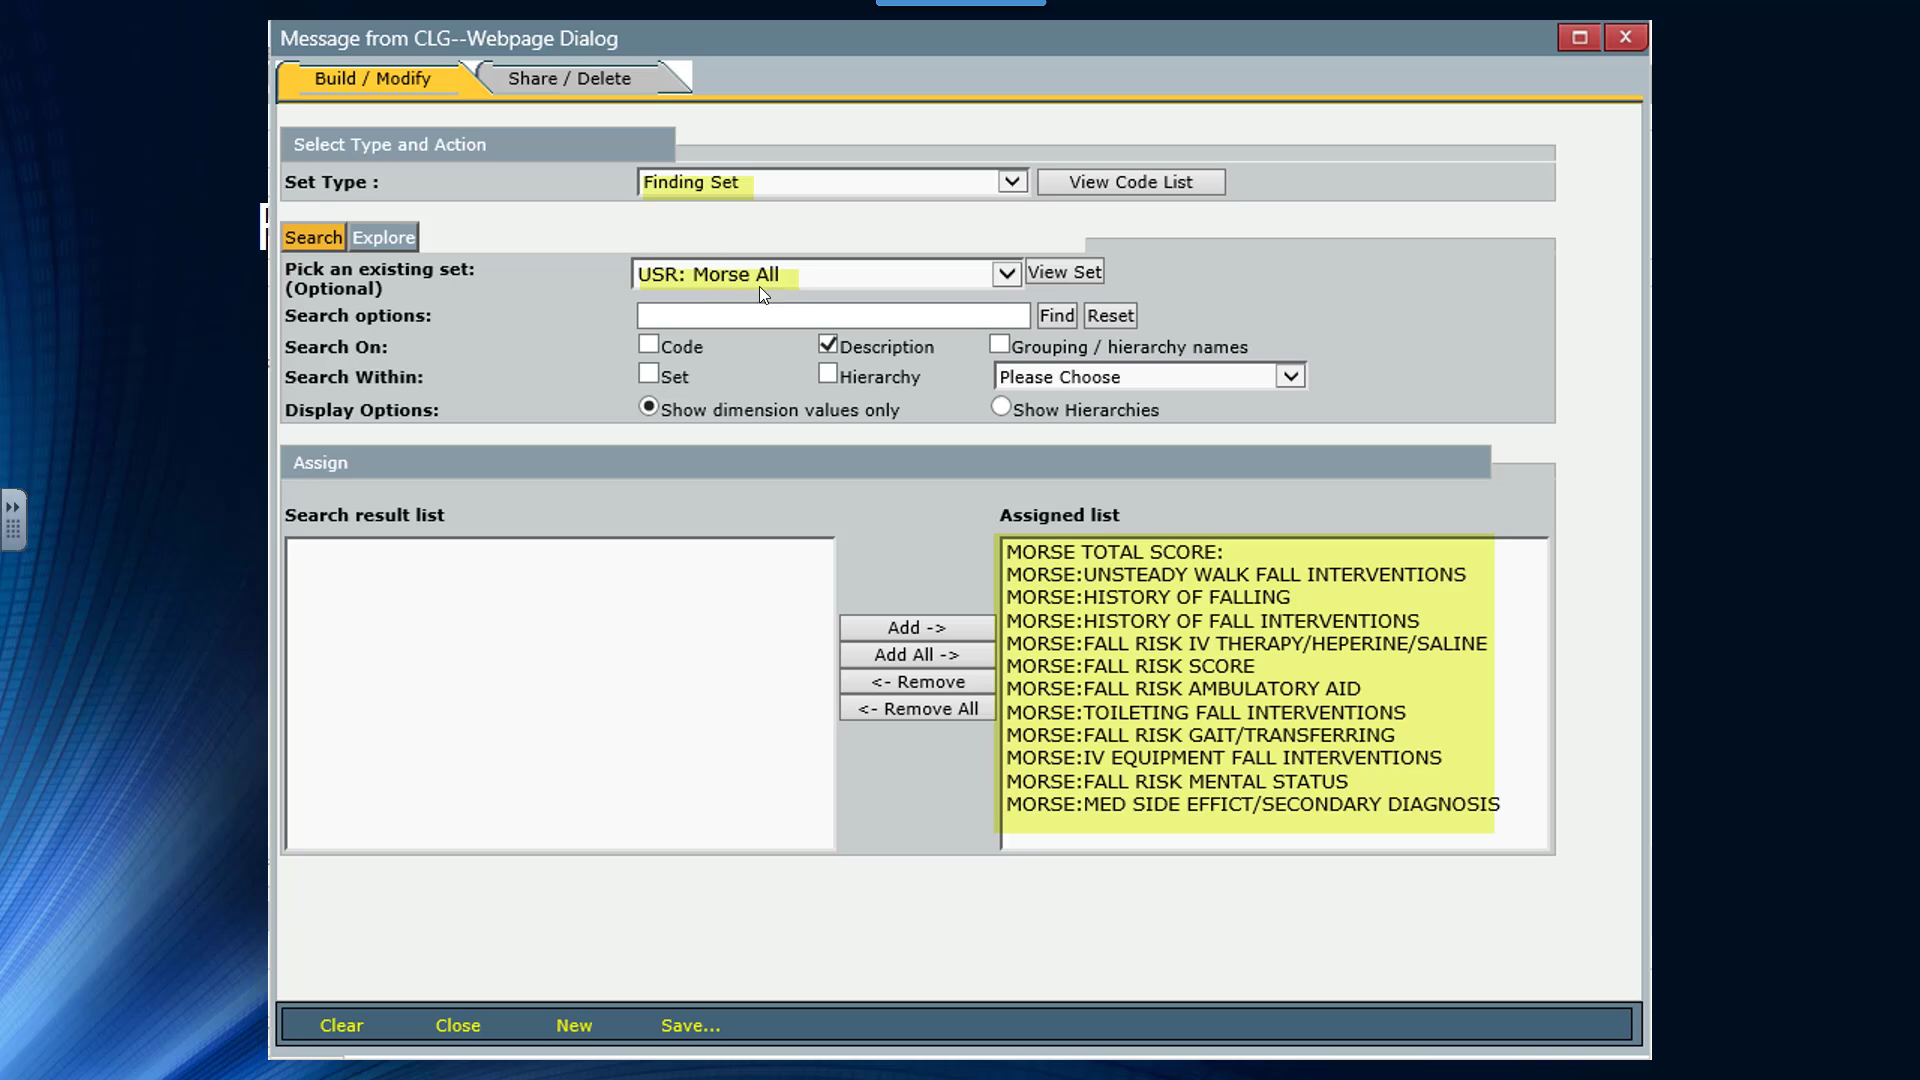 Message from CLG--Webpage Dialog
X
Build / Modify
Share / Delete
Select Type and Action
Set Type :
Finding Set
View Code List
Search
Explore
Pick an existing set:
(Optional)
USR: Morse All
View Set
Search options:
Find
Reset
Search On:
Code
Description
Grouping / hierarchy names
Search Within:
Set
Hierarchy
Please Choose
Display Options:
Show dimension values only
Show Hierarchies
Assign
Search result list
Assigned list
Add ->
Add All ->
<- Remove
<- Remove All
MORSE TOTAL SCORE:
MORSE:UNSTEADY WALK FALL INTERVENTIONS
MORSE:HISTORY OF FALLING
MORSE:HISTORY OF FALL INTERVENTIONS
MORSE:FALL RISK IV THERAPY/HEPERINE/SALINE
MORSE:FALL RISK SCORE
MORSE:FALL RISK AMBULATORY AID
MORSE:TOILETING FALL INTERVENTIONS
MORSE:FALL RISK GAIT/TRANSFERRING
MORSE:IV EQUIPMENT FALL INTERVENTIONS
MORSE:FALL RISK MENTAL STATUS
MORSE:MED SIDE EFFICT/SECONDARY DIAGNOSIS
Clear
Close
New
Save...